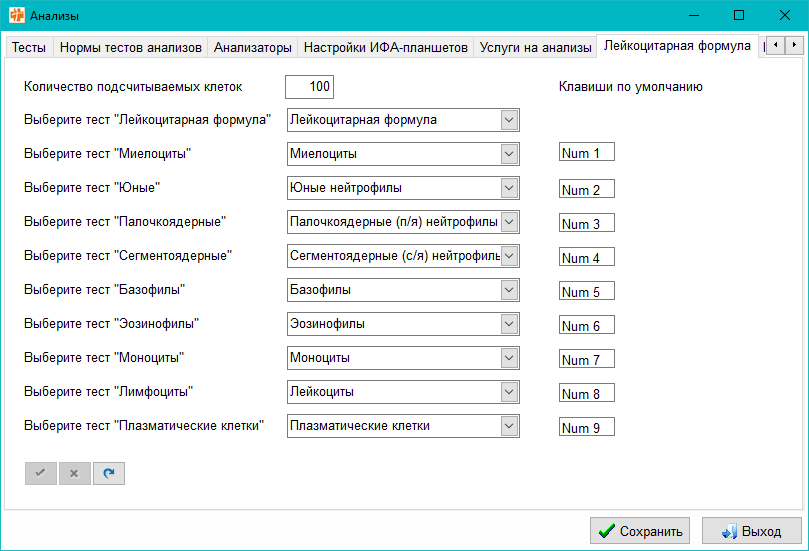 Анализы
Тесты Нормы тестов анализов Анализаторы Настройки ИФА-планшетов Услуги на анализы Лейкоцитарная формула
Количество подсчитываемых клеток 100 Клавиши по умолчанию
Выберите тест "Лейкоцитарная формула" Лейкоцитарная формула
Выберите тест "Миелоциты" Миелоциты Num 1
Выберите тест "Юные" Юные нейтрофилы Num 2
Выберите тест "Палочкоядерные" Палочкоядерные (п/я) нейтрофилы Num 3
Выберите тест "Сегментоядерные" Сегментоядерные (с/я) нейтрофилы Num 4
Выберите тест "Базофилы" Базофилы Num 5
Выберите тест "Эозинофилы" Эозинофилы Num 6
Выберите тест "Моноциты" Моноциты Num 7
Выберите тест "Лимфоциты" Лейкоциты Num 8
Выберите тест "Плазматические клетки" Плазматические клетки Num 9
Сохранить Выход